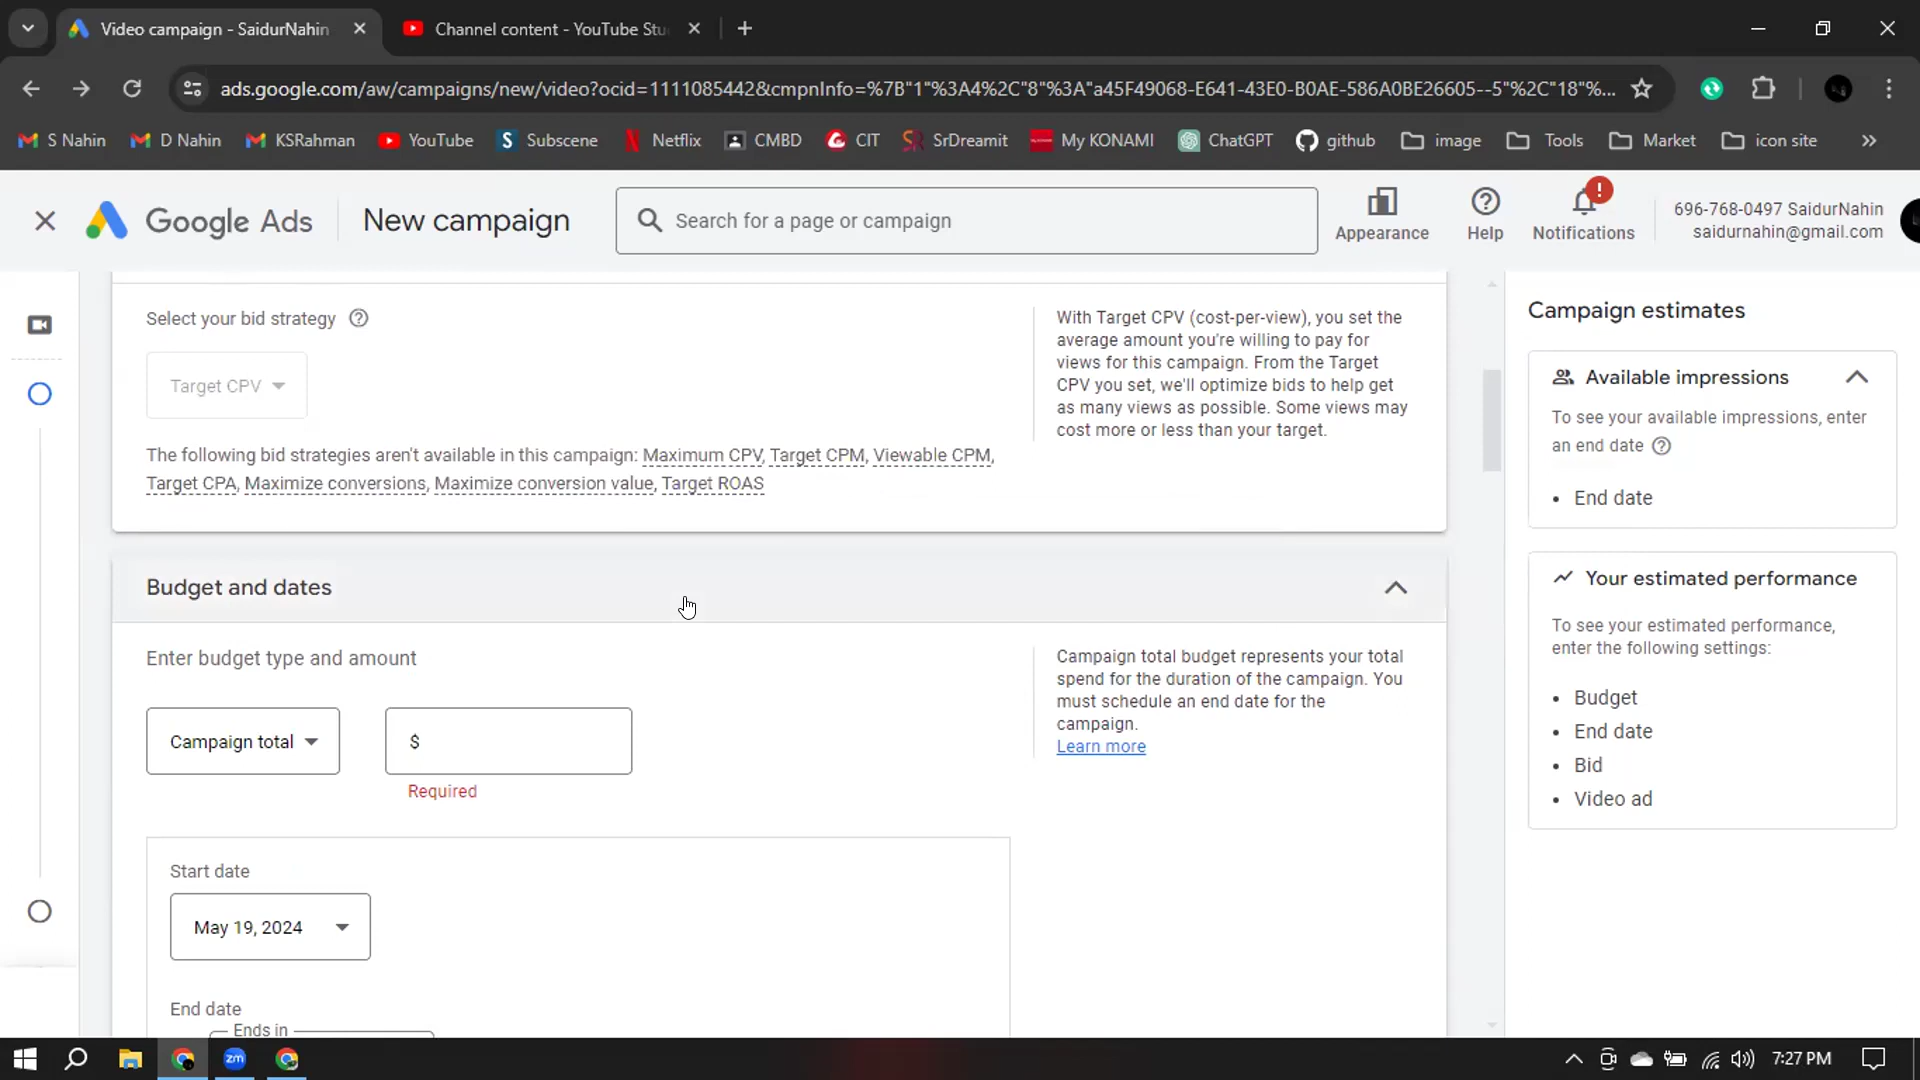 Video campaign - SaidurNahin
Channel content - YouTube Stu
ads.google.com/aw/campaigns/new/video?ocid=1111085442&cmpnInfo=%7B"1"%3A4%2C"8"%3A"a45F49068-E641-43E0-B0AE-586A0BE26605--5"%2C"18"%...
S Nahin
D Nahin
KSRahman
YouTube
Subscene
Netflix
CMBD
CIT
SrDreamit
My KONAMI
ChatGPT
github
image
Tools
Market
icon site
Google Ads
New campaign
Search for a page or campaign
Appearance
Help
Notifications
696-768-0497 SaidurNahin
saidurnahin@gmail.com
Select your bid strategy
Target CPV
The following bid strategies aren't available in this campaign: Maximum CPV, Target CPM, Viewable CPM,
Target CPA, Maximize conversions, Maximize conversion value, Target ROAS
With Target CPV (cost-per-view), you set the
average amount you're willing to pay for
views for this campaign. From the Target
CPV you set, we'll optimize bids to help get
as many views as possible. Some views may
cost more or less than your target.
Budget and dates
Enter budget type and amount
Campaign total
$
Required
Campaign total budget represents your total
spend for the duration of the campaign. You
must schedule an end date for the
campaign.
Learn more
Start date
May 19, 2024
End date
Ends in
Campaign estimates
Available impressions
To see your available impressions, enter
an end date
• End date
Your estimated performance
To see your estimated performance,
enter the following settings:
• Budget
• End date
• Bid
• Video ad
zm
7:27 PM